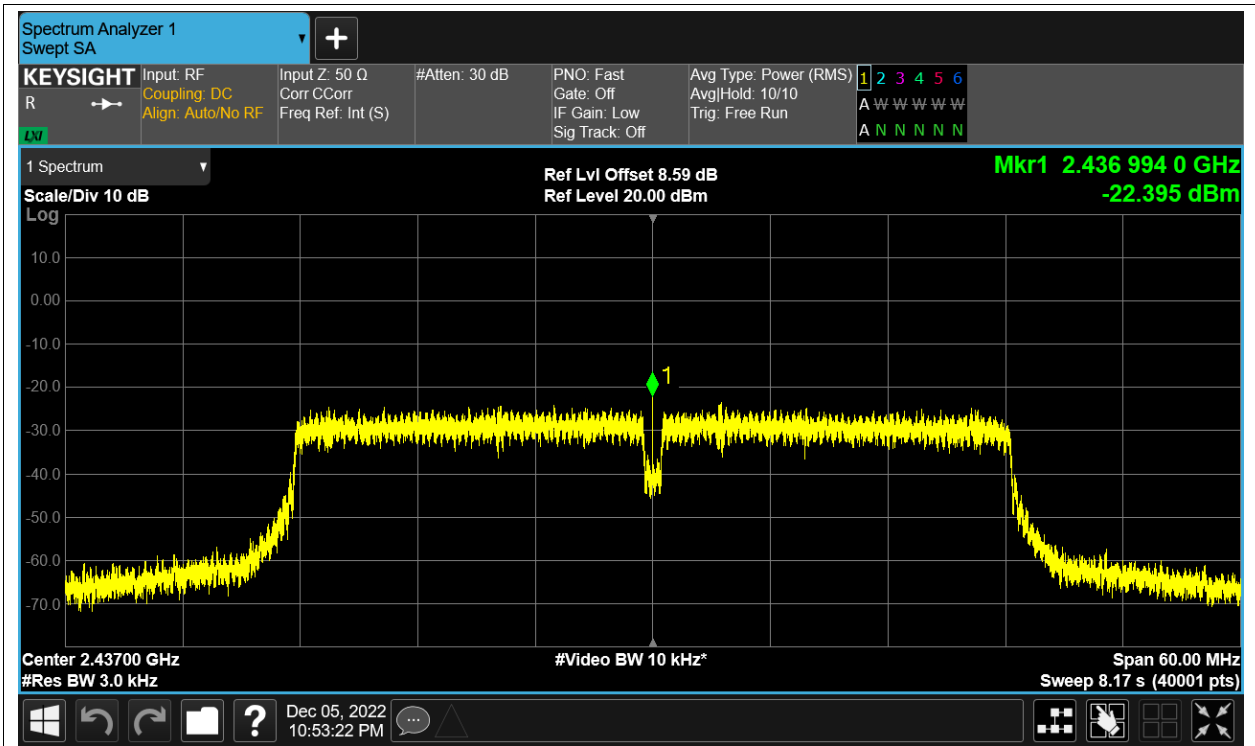 Spectrum Analyzer 1
Swept SA
+
KEYSIGHT
R
LXI
Input: RF
Coupling: DC
Align: Auto/No RF
Input Z: 50 Ω
Corr CCorr
Freq Ref: Int (S)
#Atten: 30 dB
PNO: Fast
Gate: Off
IF Gain: Low
Sig Track: Off
Avg Type: Power (RMS)
Avg|Hold: 10/10
Trig: Free Run
1 2 3 4 5 6
A W W W W W
A N N N N N
1 Spectrum
Scale/Div 10 dB
Log
Ref Lvl Offset 8.59 dB
Ref Level 20.00 dBm
Mkr1 2.436 994 0 GHz
-22.395 dBm
10.0
0.00
-10.0
-20.0
-30.0
-40.0
-50.0
-60.0
-70.0
1
Center 2.43700 GHz
#Res BW 3.0 kHz
#Video BW 10 kHz*
Span 60.00 MHz
Sweep 8.17 s (40001 pts)
?
Dec 05, 2022
10:53:22 PM